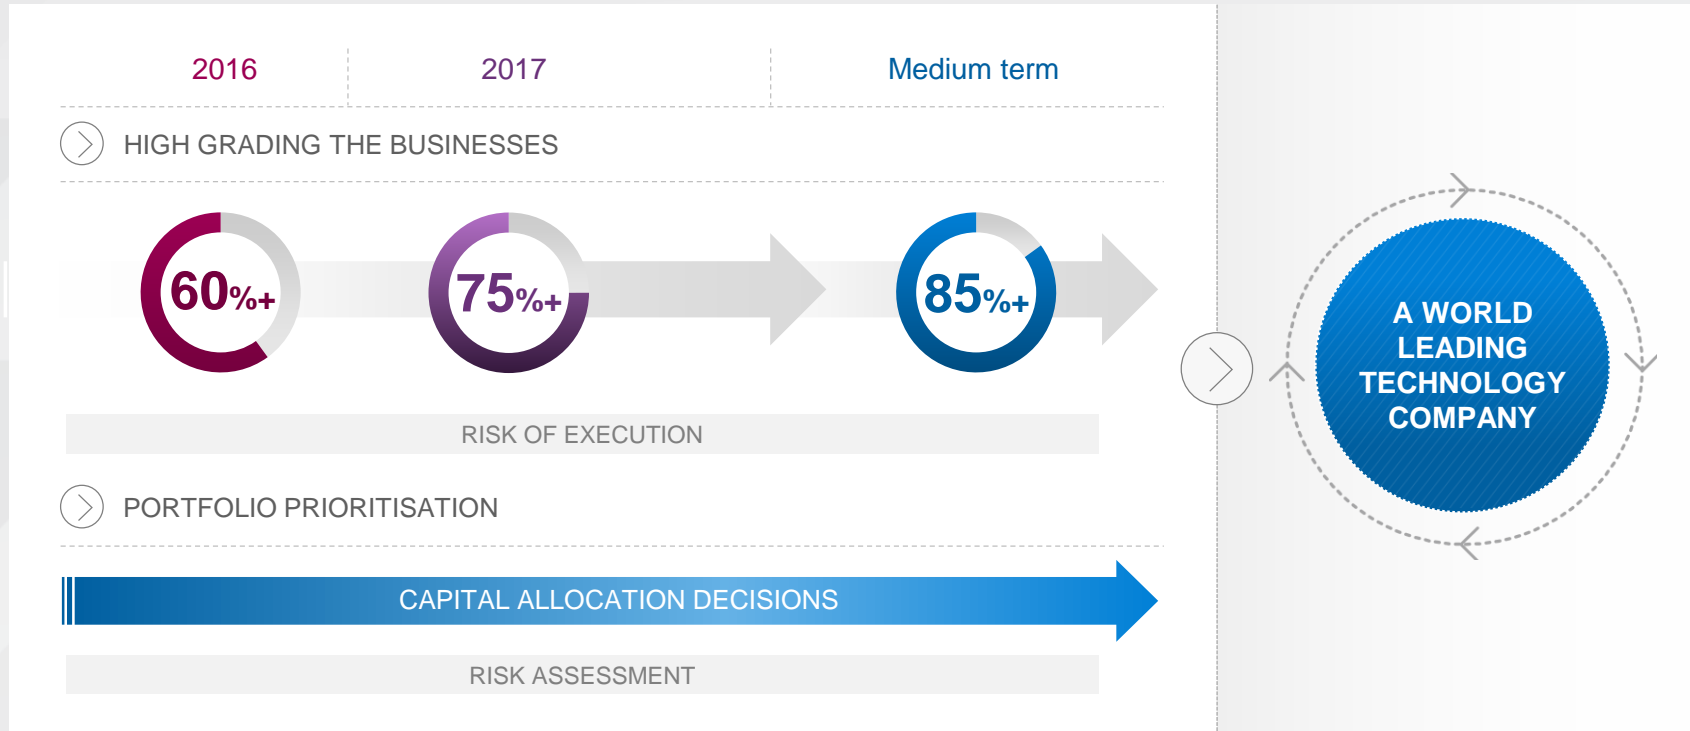 2016
2017
Medium term
HIGH GRADING THE BUSINESSES
60%+
75%+
85%+
RISK OF EXECUTION
PORTFOLIO PRIORITISATION
CAPITAL ALLOCATION DECISIONS
RISK ASSESSMENT
A WORLD
LEADING
TECHNOLOGY
COMPANY